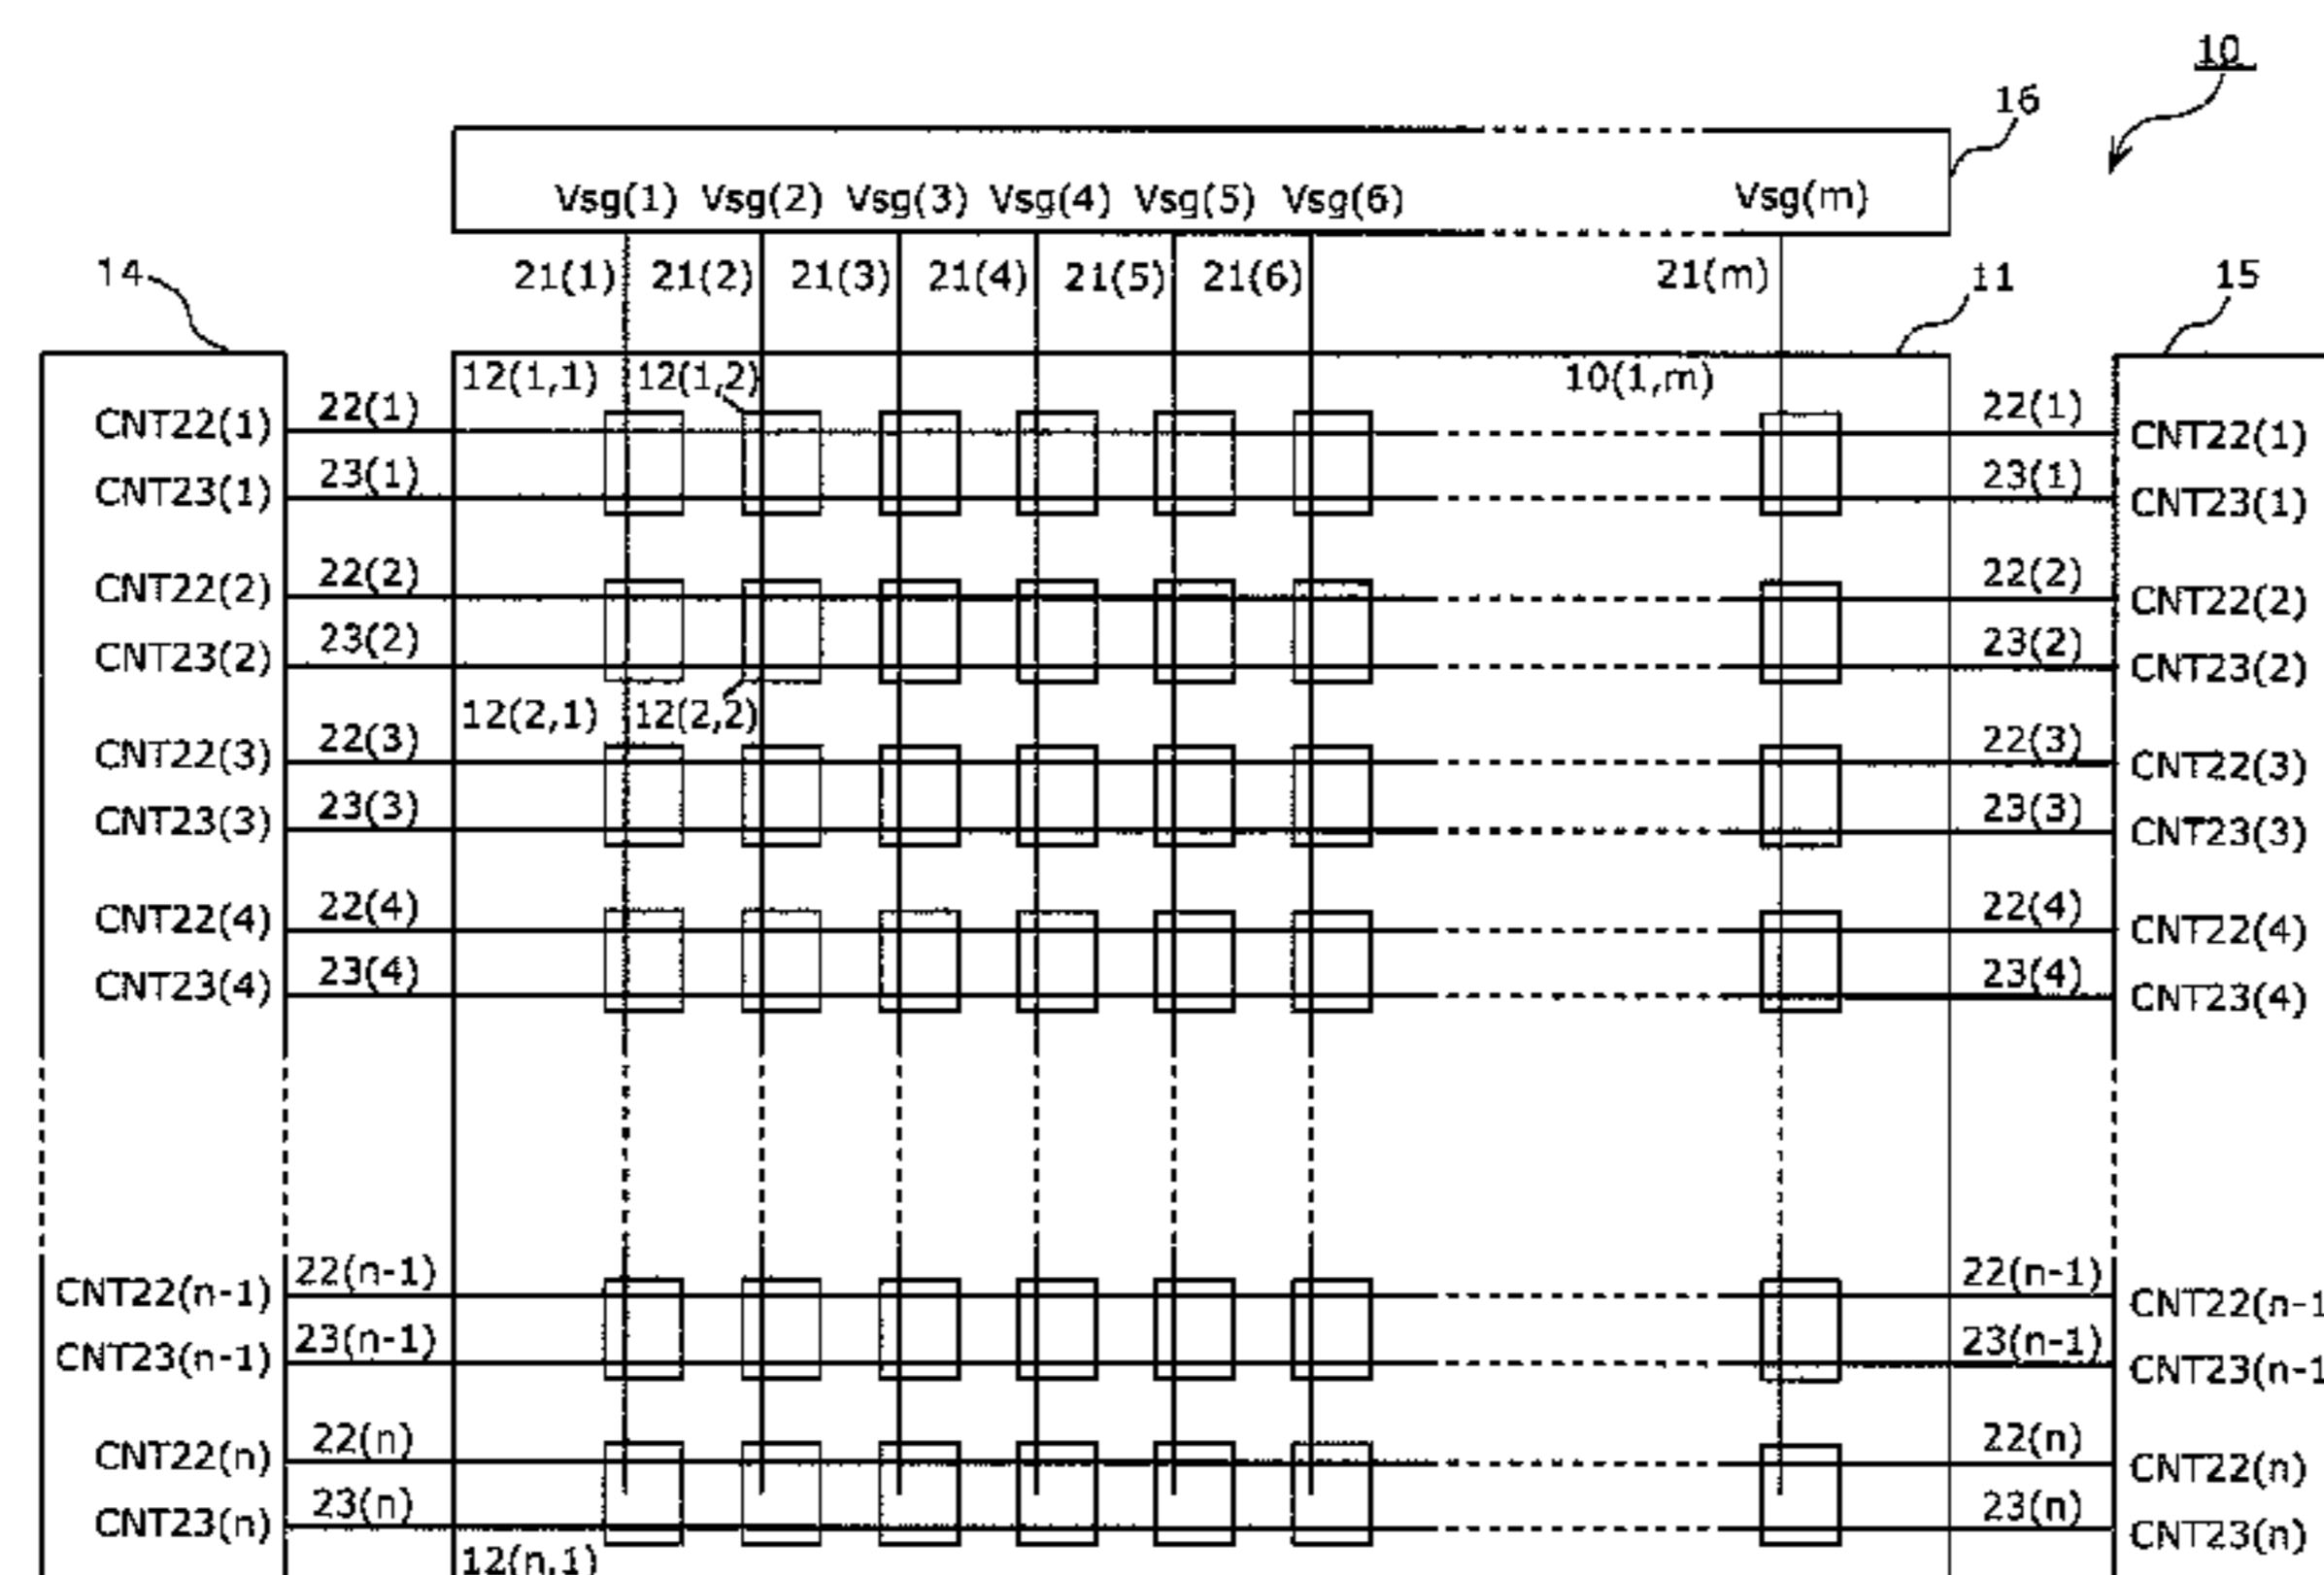 10
16
Vsg(1) Vsg(2) Vsg(3) Vsg(4) Vsg(5) Vsg(6) Vsg(m)
14 21(1) 21(2) 21(3) 21(4) 21(5) 21(6) 21(m) 11 15
12(1,1) 12(1,2) 10(1,m)
CNT22(1) 22(1) 22(1) CNT22(1)
CNT23(1) 23(1) 23(1) CNT23(1)
CNT22(2) 22(2) 22(2) CNT22(2)
CNT23(2) 23(2) 23(2) CNT23(2)
12(2,1) 12(2,2)
CNT22(3) 22(3) 22(3) CNT22(3)
CNT23(3) 23(3) 23(3) CNT23(3)
CNT22(4) 22(4) 22(4) CNT22(4)
CNT23(4) 23(4) 23(4) CNT23(4)
CNT22(n-1) 22(n-1) 22(n-1) CNT22(n-1
CNT23(n-1) 23(n-1) 23(n-1) CNT23(n-1
CNT22(n) 22(n) 22(n) CNT22(n)
CNT23(n) 23(n) 23(n) CNT23(n)
12(n,1)